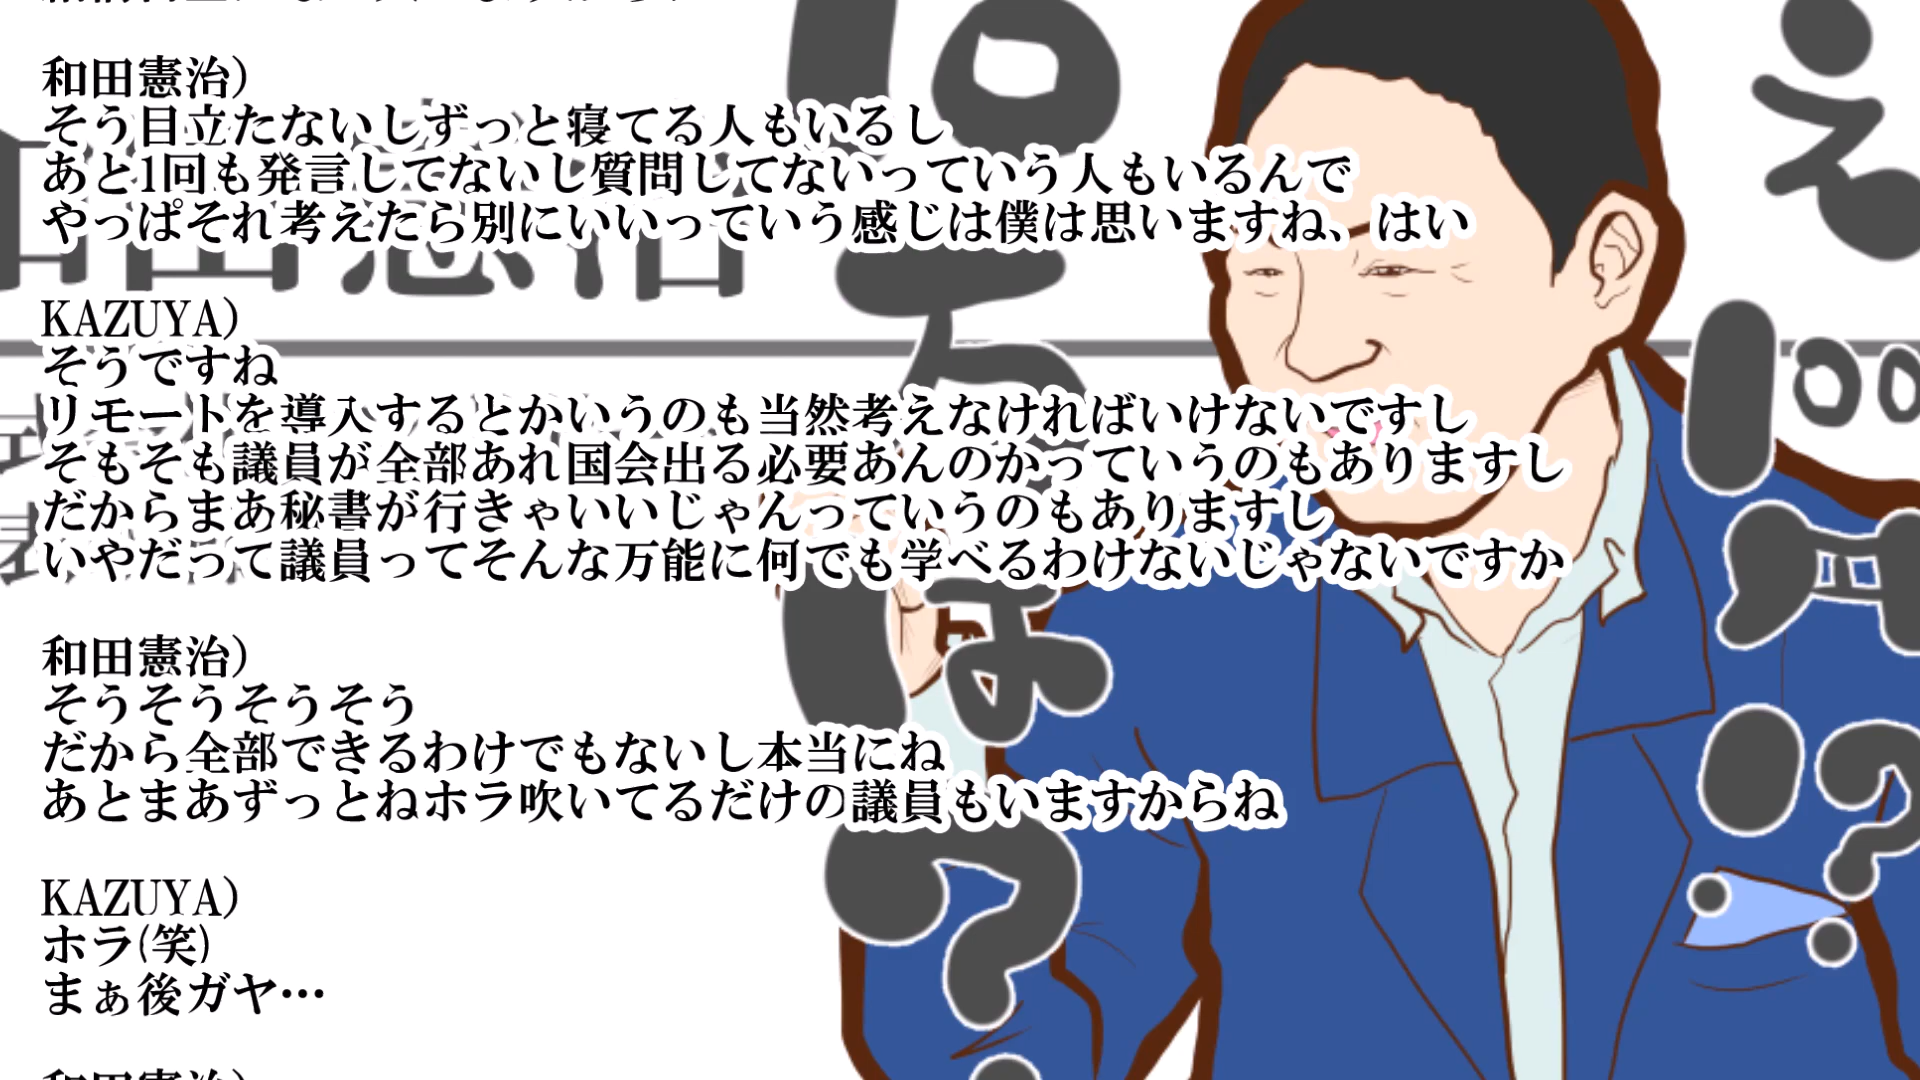 和田憲治)
そう目立たないしずっと寝てる人もいるし
あと1回も発言してないし質問してないっていう人もいるんで
やっぱそれ考えたら別にいいっていう感じは僕は思いますね、はい
KAZUYA)
そうですね
リモートを導入するとかいうのも当然考えなければいけないですし
そもそも議員が全部あれ国会出る必要あんのかっていうのもありますし
だからまあ秘書が行きゃいいじゃんっていうのもありますし
いやだって議員ってそんな万能に何でも学べるわけないじゃないですか
和田憲治)
そうそうそうそう
だから全部できるわけでもないし本当にね
あとまあずっとねホラ吹いてるだけの議員もいますからね
KAZUYA)
ホラ(笑)
まぁ後ガヤ…
和田憲治)
和田憲治